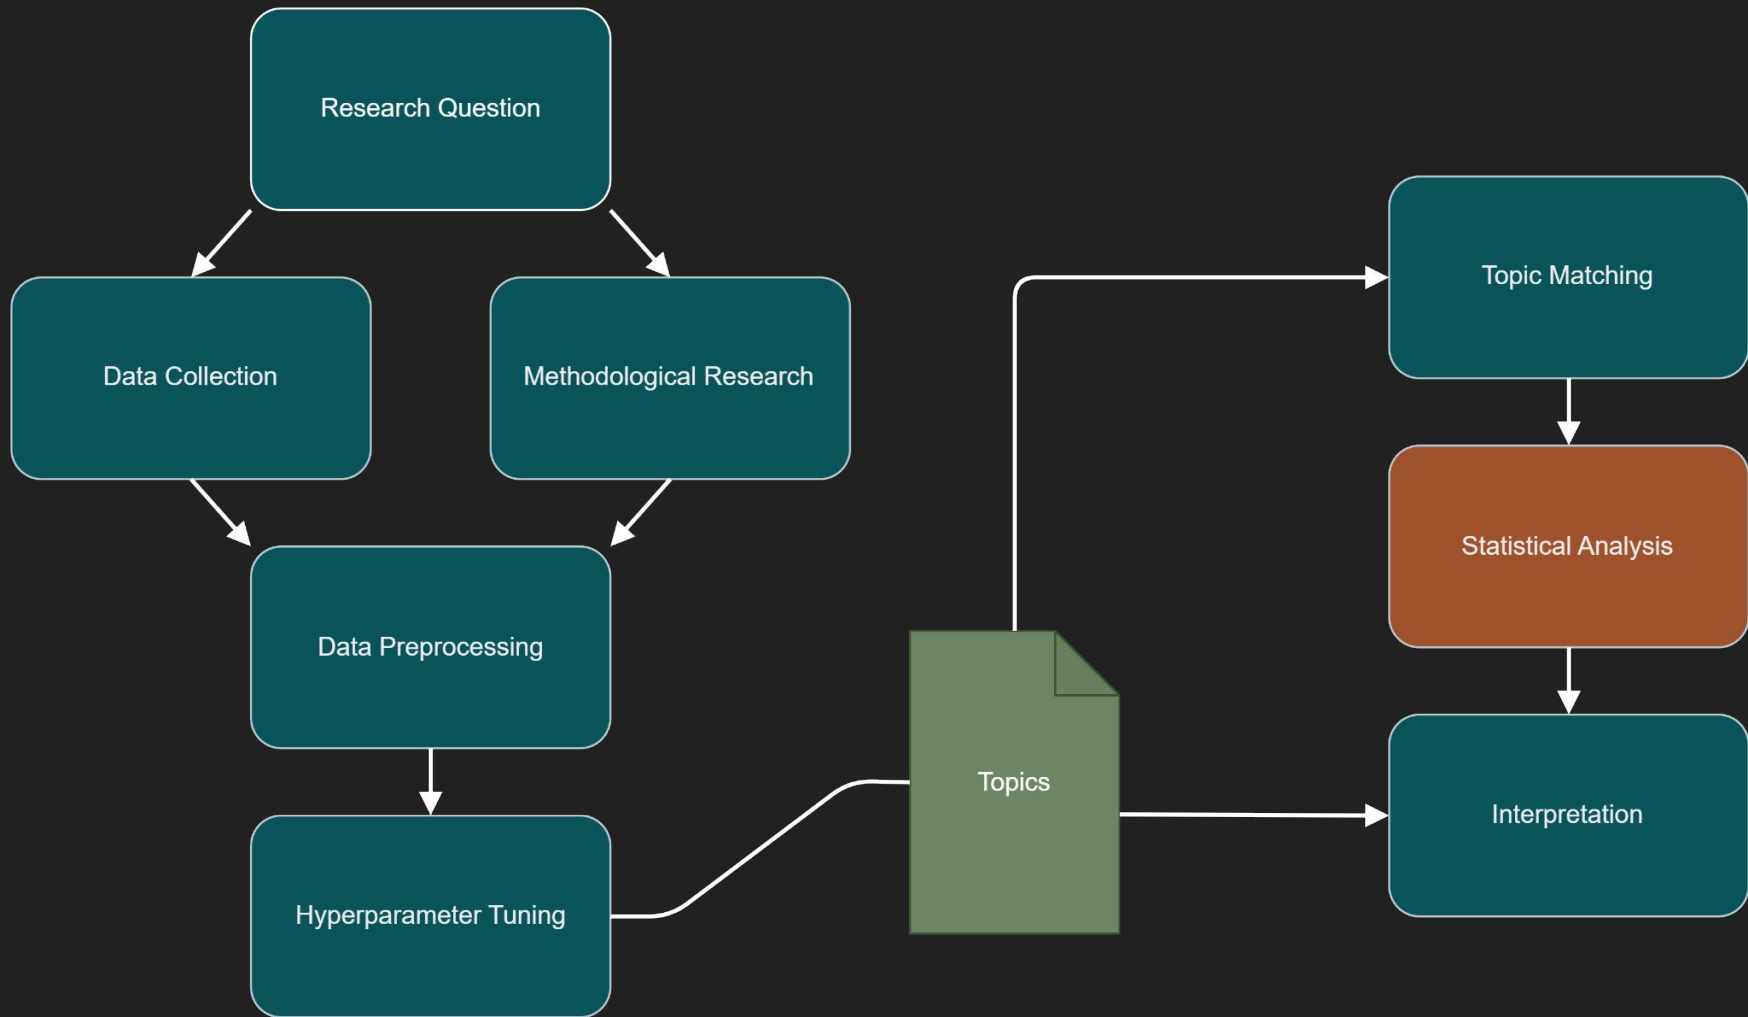 Research Question
Data Collection
Methodological Research
Data Preprocessing
Hyperparameter Tuning
Topics
Topic Matching
Statistical Analysis
Interpretation